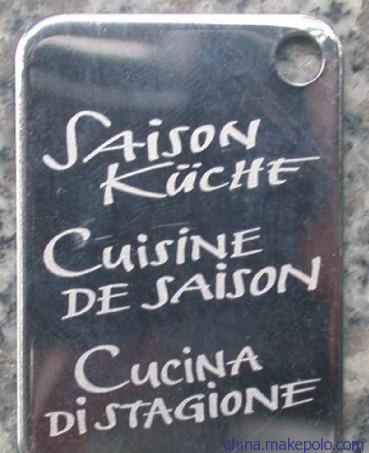 SAiSON
KÜCHE
CUiSiNE
DE SAiSON
CUCiNA
Di STAGiONE
china.makepolo.com